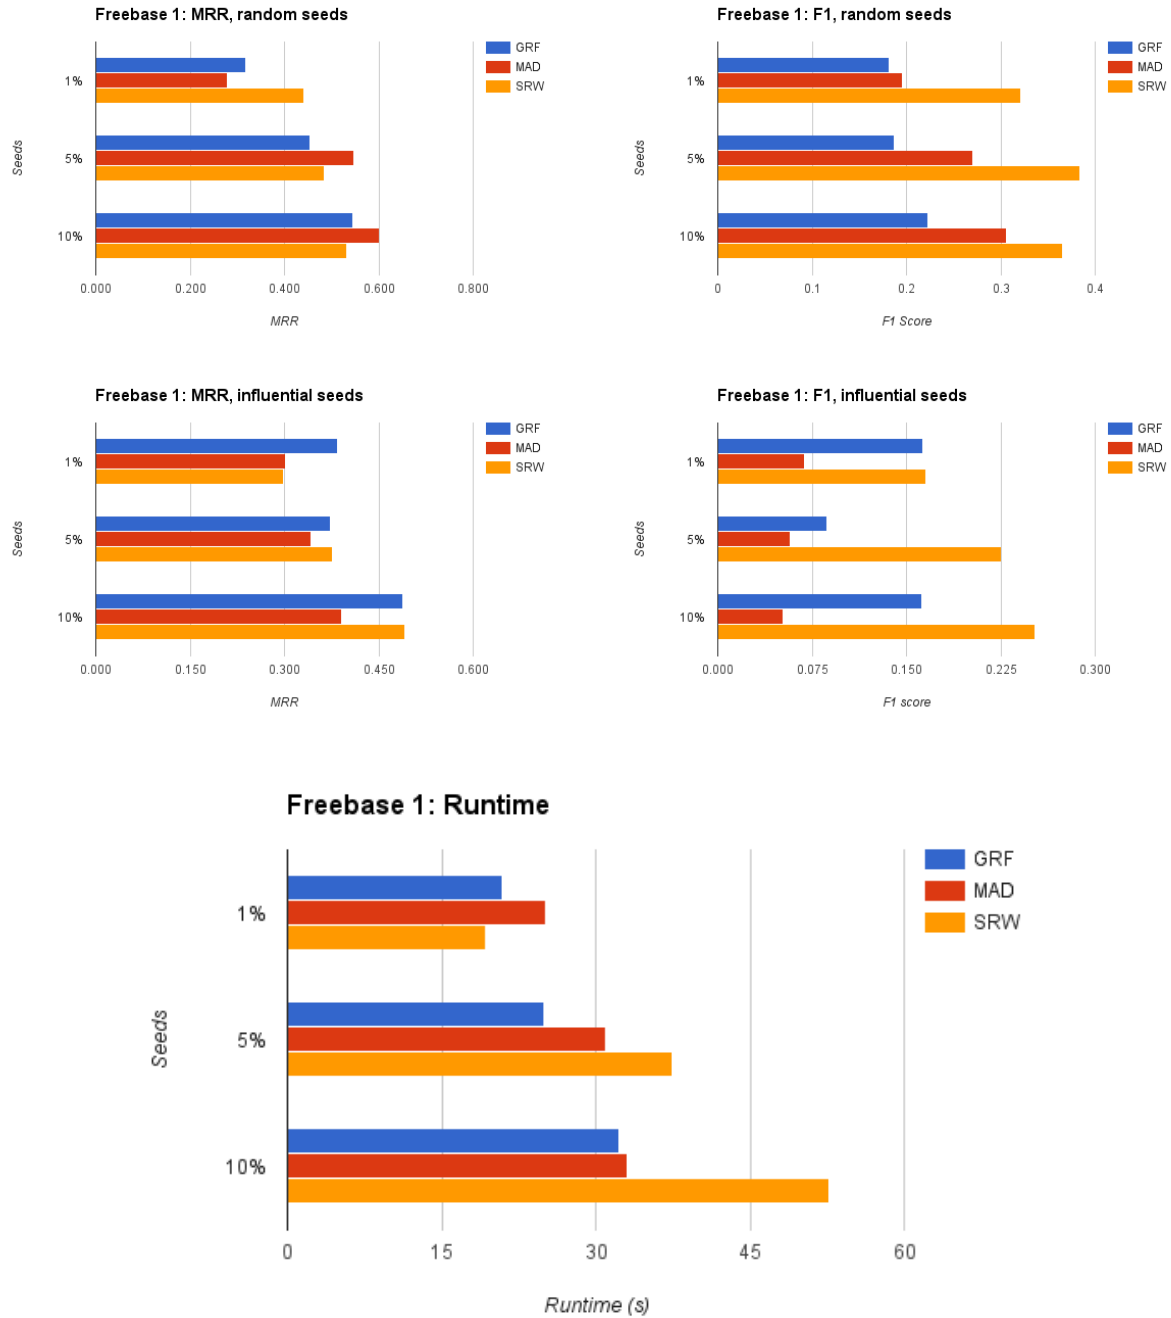 Freebase 1: MRR, random seeds
GRF
MAD
SRW
1%
5%
10%
Seeds
0.000 0.200 0.400 0.600 0.800
MRR
Freebase 1: F1, random seeds
GRF
MAD
SRW
1%
5%
10%
Seeds
0 0.1 0.2 0.3 0.4
F1 Score
Freebase 1: MRR, influential seeds
GRF
MAD
SRW
1%
5%
10%
Seeds
0.000 0.150 0.300 0.450 0.600
MRR
Freebase 1: F1, influential seeds
GRF
MAD
SRW
1%
5%
10%
Seeds
0.000 0.075 0.150 0.225 0.300
F1 score
Freebase 1: Runtime
GRF
MAD
SRW
1%
5%
10%
Seeds
0 15 30 45 60
Runtime (s)